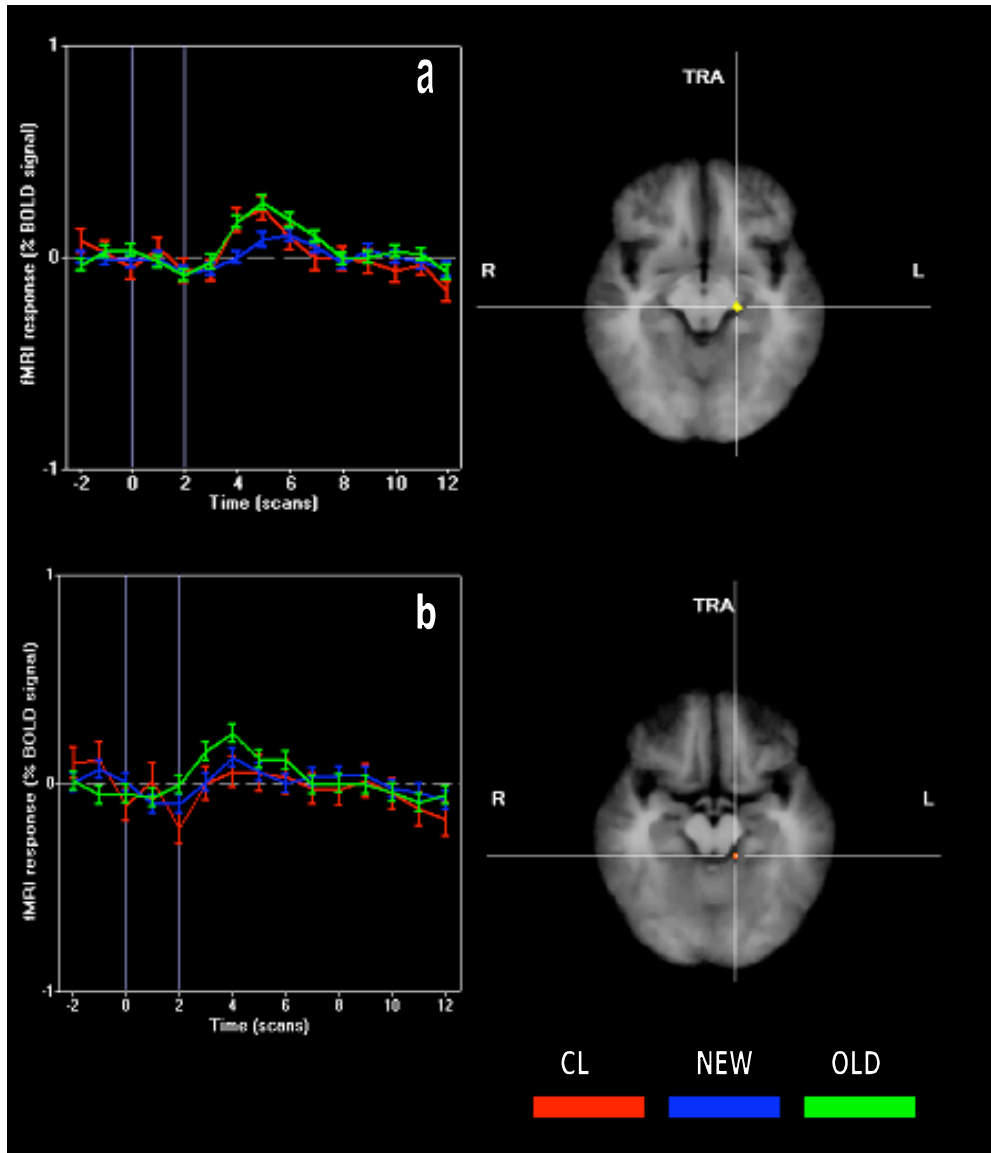 a
1
0
-1
fMRI response (% BOLD signal)
-2 0 2 4 6 8 10 12
Time (scans)
TRA
R L
b
1
0
-1
fMRI response (% BOLD signal)
-2 0 2 4 6 8 10 12
Time (scans)
TRA
R L
CL NEW OLD